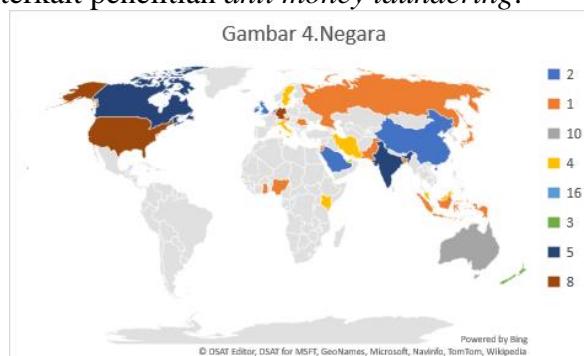 terkait penelitian anti money laundering?
Gambar 4.Negara
2
1
10
4
16
3
5
8
Powered by Bing
© DSAT Editor, DSAT for MSFT, GeoNames, Microsoft, Navinfo, TomTom, Wikipedia